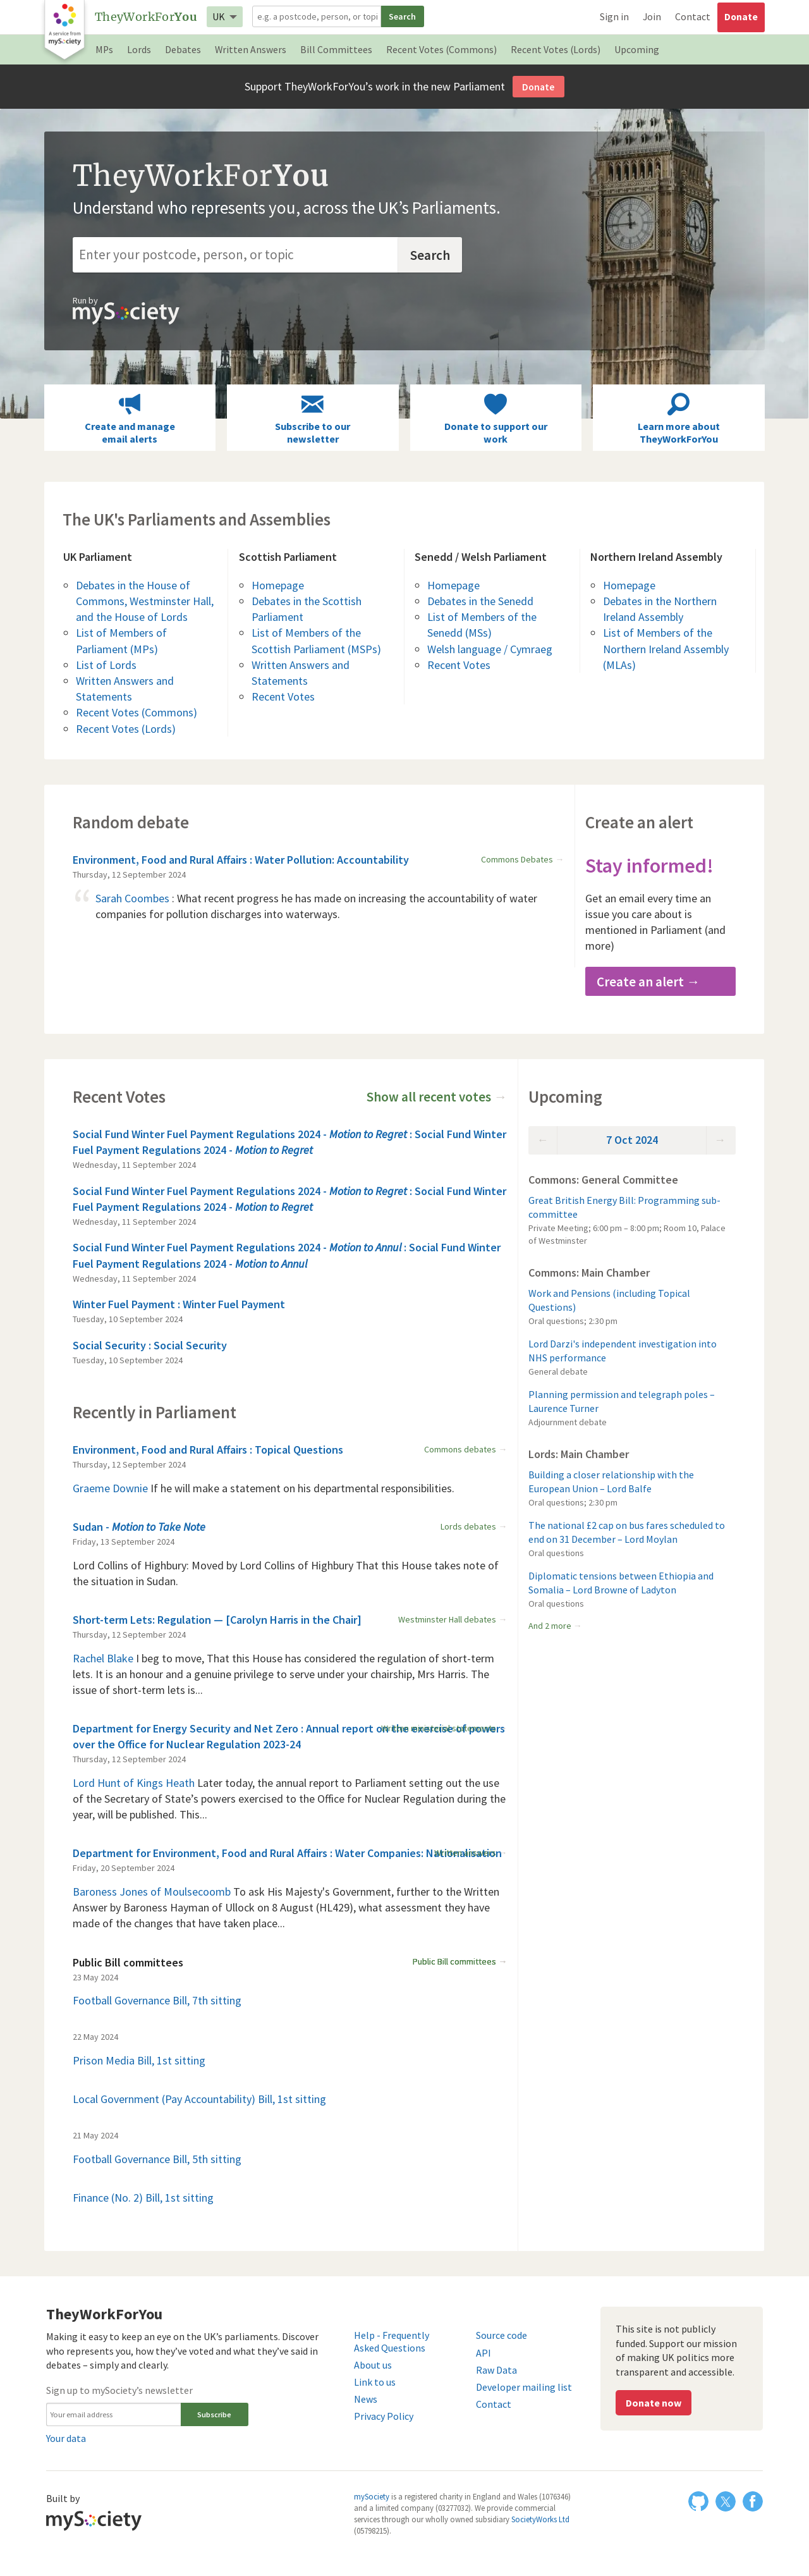 A service from
mySociety
TheyWorkForYou
UK
e.g. a postcode, person, or topi
Search
Sign in
Join
Contact
Donate
MPs
Lords
Debates
Written Answers
Bill Committees
Recent Votes (Commons)
Recent Votes (Lords)
Upcoming
Support TheyWorkForYou’s work in the new Parliament
Donate
TheyWorkForYou
Understand who represents you, across the UK’s Parliaments.
Enter your postcode, person, or topic
Search
Run by
mySociety
Create and manage
email alerts
Subscribe to our
newsletter
Donate to support our
work
Learn more about
TheyWorkForYou
The UK's Parliaments and Assemblies
UK Parliament
Debates in the House of
Commons, Westminster Hall,
and the House of Lords
List of Members of
Parliament (MPs)
List of Lords
Written Answers and
Statements
Recent Votes (Commons)
Recent Votes (Lords)
Scottish Parliament
Homepage
Debates in the Scottish
Parliament
List of Members of the
Scottish Parliament (MSPs)
Written Answers and
Statements
Recent Votes
Senedd / Welsh Parliament
Homepage
Debates in the Senedd
List of Members of the
Senedd (MSs)
Welsh language / Cymraeg
Recent Votes
Northern Ireland Assembly
Homepage
Debates in the Northern
Ireland Assembly
List of Members of the
Northern Ireland Assembly
(MLAs)
Random debate
Environment, Food and Rural Affairs : Water Pollution: Accountability
Commons Debates →
Thursday, 12 September 2024
“ Sarah Coombes : What recent progress he has made on increasing the accountability of water
companies for pollution discharges into waterways.
Create an alert
Stay informed!
Get an email every time an
issue you care about is
mentioned in Parliament (and
more)
Create an alert →
Recent Votes
Show all recent votes →
Social Fund Winter Fuel Payment Regulations 2024 - Motion to Regret : Social Fund Winter
Fuel Payment Regulations 2024 - Motion to Regret
Wednesday, 11 September 2024
Social Fund Winter Fuel Payment Regulations 2024 - Motion to Regret : Social Fund Winter
Fuel Payment Regulations 2024 - Motion to Regret
Wednesday, 11 September 2024
Social Fund Winter Fuel Payment Regulations 2024 - Motion to Annul : Social Fund Winter
Fuel Payment Regulations 2024 - Motion to Annul
Wednesday, 11 September 2024
Winter Fuel Payment : Winter Fuel Payment
Tuesday, 10 September 2024
Social Security : Social Security
Tuesday, 10 September 2024
Recently in Parliament
Environment, Food and Rural Affairs : Topical Questions
Commons debates →
Thursday, 12 September 2024
Graeme Downie If he will make a statement on his departmental responsibilities.
Sudan - Motion to Take Note
Lords debates →
Friday, 13 September 2024
Lord Collins of Highbury: Moved by Lord Collins of Highbury That this House takes note of
the situation in Sudan.
Short-term Lets: Regulation — [Carolyn Harris in the Chair]
Westminster Hall debates →
Thursday, 12 September 2024
Rachel Blake I beg to move, That this House has considered the regulation of short-term
lets. It is an honour and a genuine privilege to serve under your chairship, Mrs Harris. The
issue of short-term lets is...
Department for Energy Security and Net Zero : Annual report on the exercise of powers
over the Office for Nuclear Regulation 2023-24
Thursday, 12 September 2024
Lord Hunt of Kings Heath Later today, the annual report to Parliament setting out the use
of the Secretary of State’s powers exercised to the Office for Nuclear Regulation during the
year, will be published. This...
Department for Environment, Food and Rural Affairs : Water Companies: Nationalisation
Friday, 20 September 2024
Baroness Jones of Moulsecoomb To ask His Majesty's Government, further to the Written
Answer by Baroness Hayman of Ullock on 8 August (HL429), what assessment they have
made of the changes that have taken place...
Public Bill committees
Public Bill committees →
23 May 2024
Football Governance Bill, 7th sitting
22 May 2024
Prison Media Bill, 1st sitting
Local Government (Pay Accountability) Bill, 1st sitting
21 May 2024
Football Governance Bill, 5th sitting
Finance (No. 2) Bill, 1st sitting
Upcoming
← 7 Oct 2024 →
Commons: General Committee
Great British Energy Bill: Programming sub-
committee
Private Meeting; 6:00 pm – 8:00 pm; Room 10, Palace
of Westminster
Commons: Main Chamber
Work and Pensions (including Topical
Questions)
Oral questions; 2:30 pm
Lord Darzi's independent investigation into
NHS performance
General debate
Planning permission and telegraph poles –
Laurence Turner
Adjournment debate
Lords: Main Chamber
Building a closer relationship with the
European Union – Lord Balfe
Oral questions; 2:30 pm
The national £2 cap on bus fares scheduled to
end on 31 December – Lord Moylan
Oral questions
Diplomatic tensions between Ethiopia and
Somalia – Lord Browne of Ladyton
Oral questions
And 2 more →
TheyWorkForYou
Making it easy to keep an eye on the UK’s parliaments. Discover
who represents you, how they’ve voted and what they’ve said in
debates – simply and clearly.
Sign up to mySociety’s newsletter
Your email address
Subscribe
Your data
Help - Frequently
Asked Questions
About us
Link to us
News
Privacy Policy
Source code
API
Raw Data
Developer mailing list
Contact
This site is not publicly
funded. Support our mission
of making UK politics more
transparent and accessible.
Donate now
Built by
mySociety
mySociety is a registered charity in England and Wales (1076346)
and a limited company (03277032). We provide commercial
services through our wholly owned subsidiary SocietyWorks Ltd
(05798215).